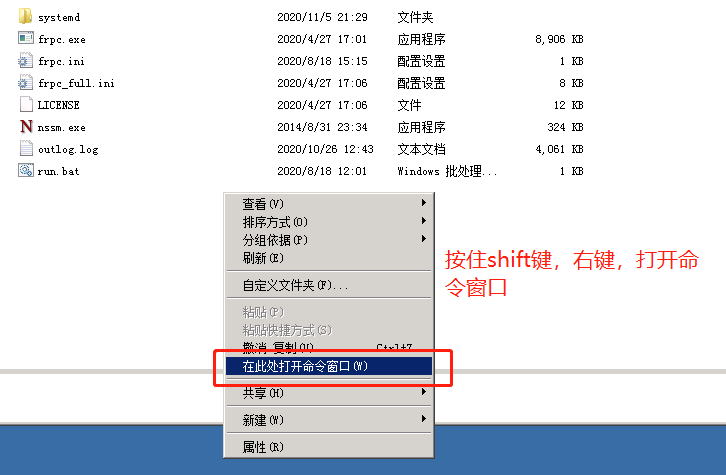 systemd 2020/11/5 21:29 文件夹
frpc.exe 2020/4/27 17:01 应用程序 8,906 KB
frpc.ini 2020/8/18 15:15 配置设置 1 KB
frpc_full.ini 2020/4/27 17:06 配置设置 8 KB
LICENSE 2020/4/27 17:06 文件 12 KB
nssm.exe 2014/8/31 23:34 应用程序 324 KB
outlog.log 2020/10/26 12:43 文本文档 4,061 KB
run.bat 2020/8/18 12:01 Windows 批处理... 1 KB
查看(V)
排序方式(O)
分组依据(P)
刷新(E)
自定义文件夹(F)...
粘贴(P)
粘贴快捷方式(S)
撤消 复制(U) Ctrl+Z
在此处打开命令窗口(W)
共享(H)
新建(W)
属性(R)
按住shift键，右键，打开命
令窗口